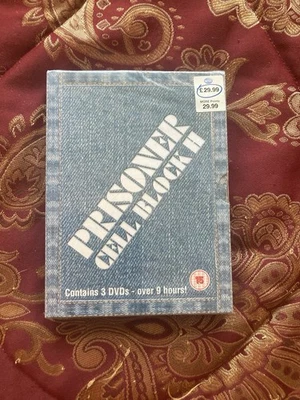 £29.99
29.99
PRISONER
CELL BLOCK H
Contains 3 DVDs - over 9 hours!
15